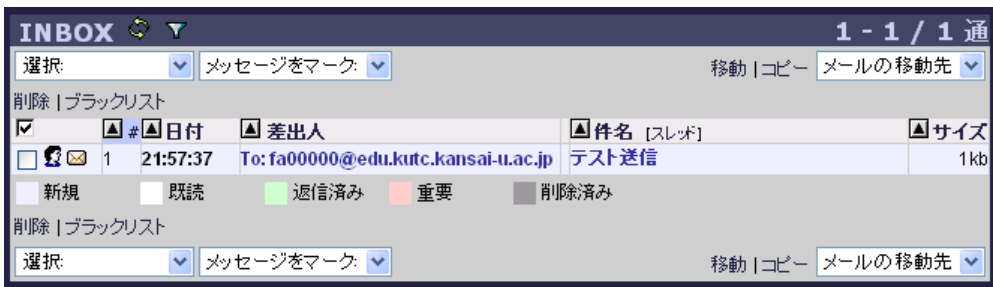 INBOX 1 - 1 / 1 通
選択: メッセージをマーク: 移動 | コピー メールの移動先
削除 | ブラックリスト
# 日付 差出人 件名 [スレッド] サイズ
1 21:57:37 To: fa00000@edu.kutc.kansai-u.ac.jp テスト送信 1 kb
新規 既読 返信済み 重要 削除済み
削除 | ブラックリスト
選択: メッセージをマーク: 移動 | コピー メールの移動先